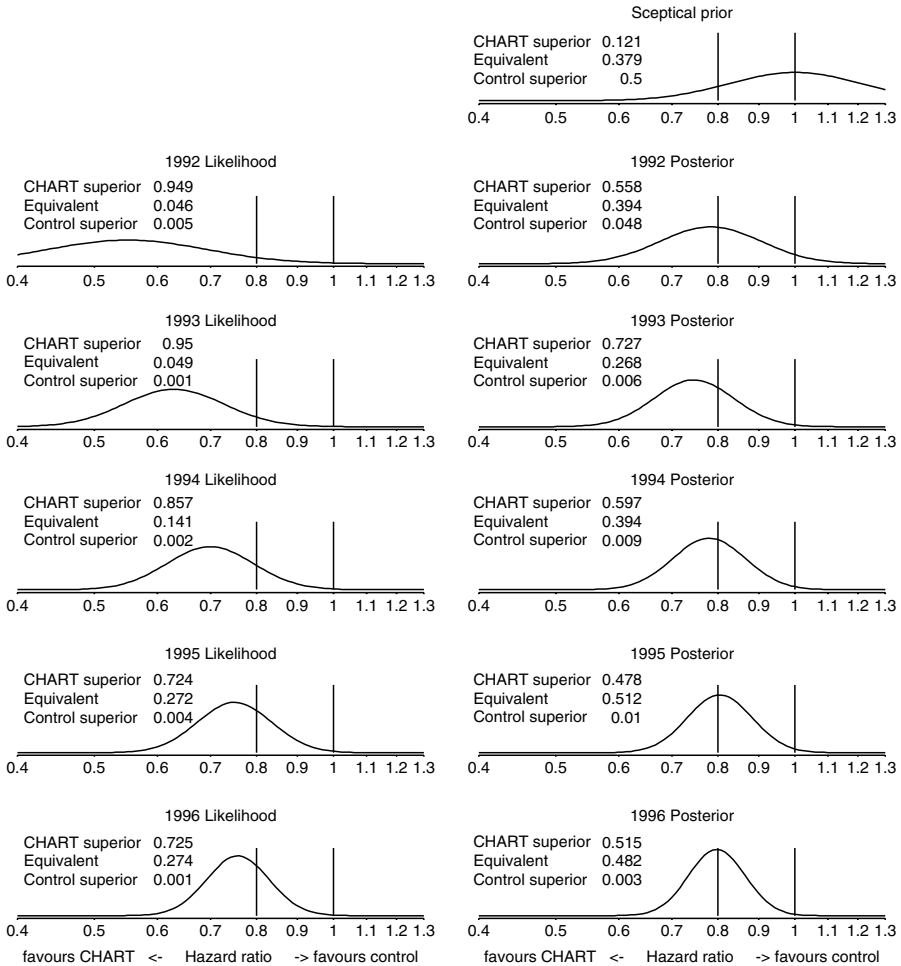 Sceptical prior
CHART superior 0.121
Equivalent 0.379
Control superior 0.5
0.4 0.5 0.6 0.7 0.8 0.9 1 1.1 1.2 1.3
1992 Likelihood
CHART superior 0.949
Equivalent 0.046
Control superior 0.005
0.4 0.5 0.6 0.7 0.8 0.9 1 1.1 1.2 1.3
1992 Posterior
CHART superior 0.558
Equivalent 0.394
Control superior 0.048
0.4 0.5 0.6 0.7 0.8 0.9 1 1.1 1.2 1.3
1993 Likelihood
CHART superior 0.95
Equivalent 0.049
Control superior 0.001
0.4 0.5 0.6 0.7 0.8 0.9 1 1.1 1.2 1.3
1993 Posterior
CHART superior 0.727
Equivalent 0.268
Control superior 0.006
0.4 0.5 0.6 0.7 0.8 0.9 1 1.1 1.2 1.3
1994 Likelihood
CHART superior 0.857
Equivalent 0.141
Control superior 0.002
0.4 0.5 0.6 0.7 0.8 0.9 1 1.1 1.2 1.3
1994 Posterior
CHART superior 0.597
Equivalent 0.394
Control superior 0.009
0.4 0.5 0.6 0.7 0.8 0.9 1 1.1 1.2 1.3
1995 Likelihood
CHART superior 0.724
Equivalent 0.272
Control superior 0.004
0.4 0.5 0.6 0.7 0.8 0.9 1 1.1 1.2 1.3
1995 Posterior
CHART superior 0.478
Equivalent 0.512
Control superior 0.01
0.4 0.5 0.6 0.7 0.8 0.9 1 1.1 1.2 1.3
1996 Likelihood
CHART superior 0.725
Equivalent 0.274
Control superior 0.001
0.4 0.5 0.6 0.7 0.8 0.9 1 1.1 1.2 1.3
favours CHART <- Hazard ratio -> favours control
1996 Posterior
CHART superior 0.515
Equivalent 0.482
Control superior 0.003
0.4 0.5 0.6 0.7 0.8 0.9 1 1.1 1.2 1.3
favours CHART <- Hazard ratio -> favours control